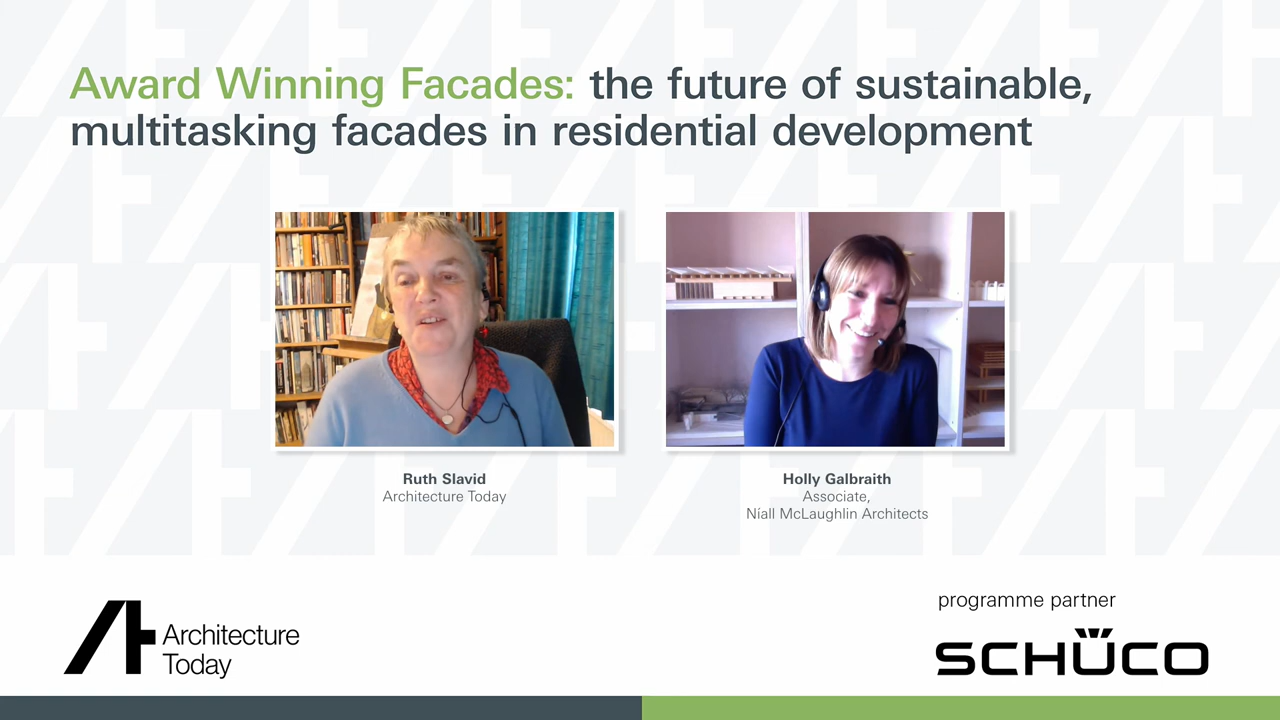 Award Winning Facades: the future of sustainable,
multitasking facades in residential development
Ruth Slavid
Architecture Today
Holly Galbraith
Associate,
Níall McLaughlin Architects
Architecture
Today
programme partner
SCHÜCO